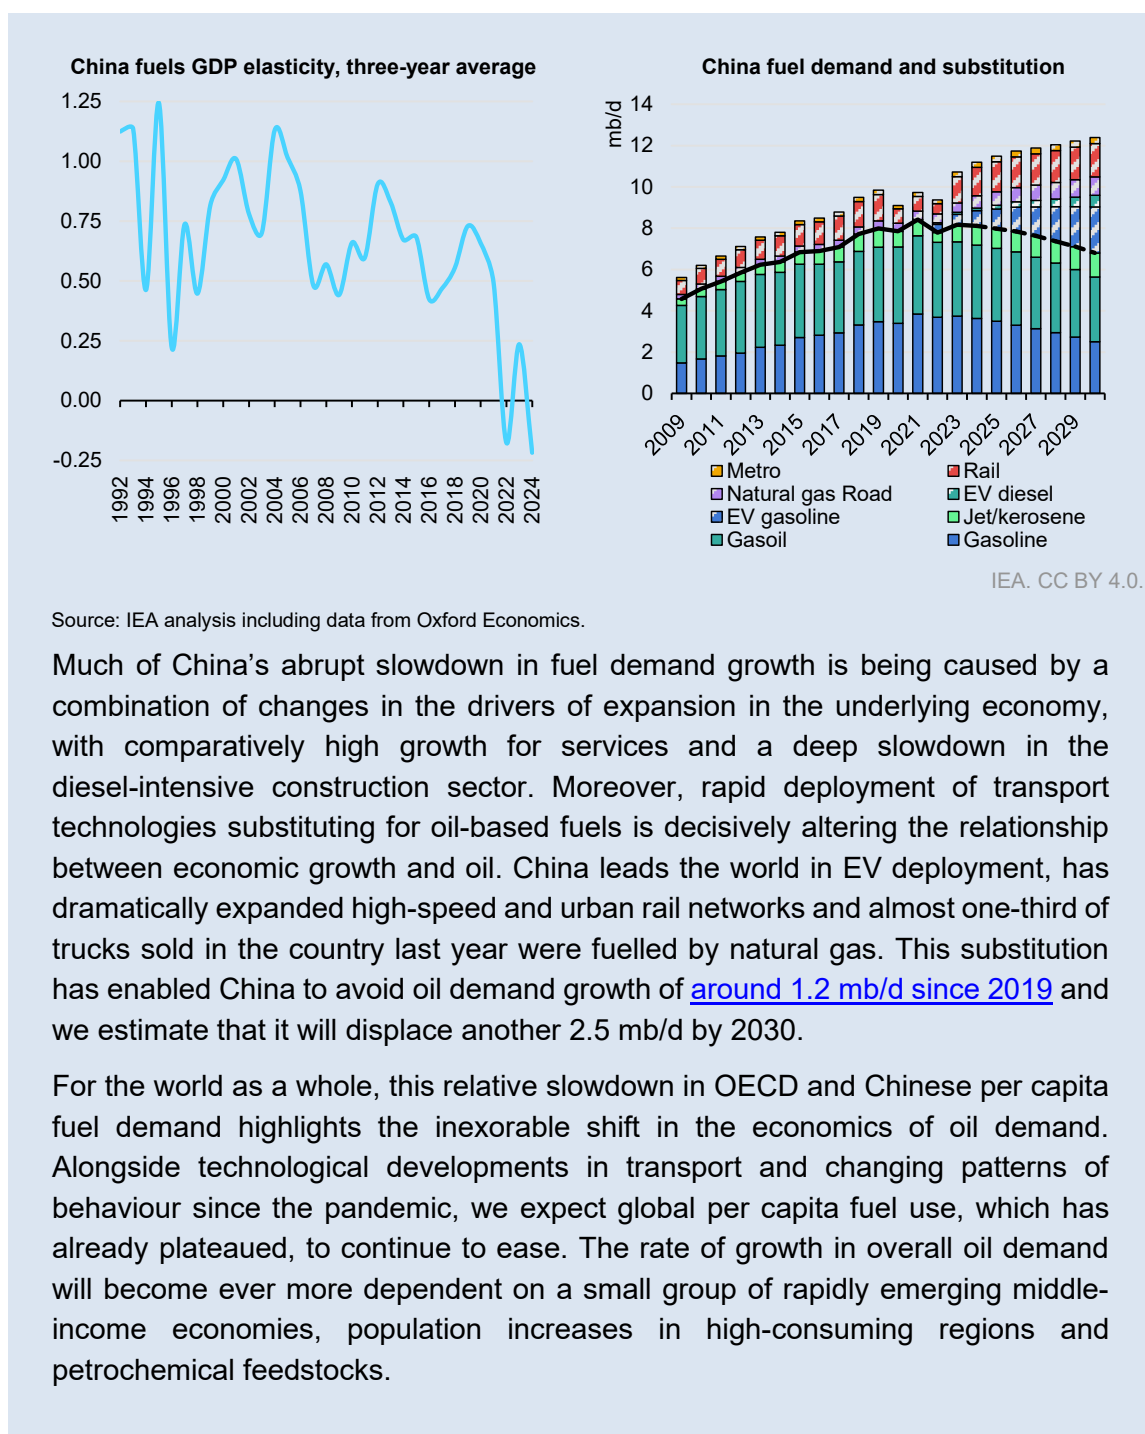 China fuels GDP elasticity, three-year average
1.25
1.00
0.75
0.50
0.25
0.00
-0.25
1992
1994
1996
1998
2000
2002
2004
2006
2008
2010
2012
2014
2016
2018
2020
2022
2024
China fuel demand and substitution
mb/d
14
12
10
8
6
4
2
0
2009
2011
2013
2015
2017
2019
2021
2023
2025
2027
2029
Metro
Rail
Natural gas Road
EV diesel
EV gasoline
Jet/kerosene
Gasoil
Gasoline
IEA. CC BY 4.0.
Source: IEA analysis including data from Oxford Economics.
Much of China’s abrupt slowdown in fuel demand growth is being caused by a
combination of changes in the drivers of expansion in the underlying economy,
with comparatively high growth for services and a deep slowdown in the
diesel-intensive construction sector. Moreover, rapid deployment of transport
technologies substituting for oil-based fuels is decisively altering the relationship
between economic growth and oil. China leads the world in EV deployment, has
dramatically expanded high-speed and urban rail networks and almost one-third of
trucks sold in the country last year were fuelled by natural gas. This substitution
has enabled China to avoid oil demand growth of around 1.2 mb/d since 2019 and
we estimate that it will displace another 2.5 mb/d by 2030.
For the world as a whole, this relative slowdown in OECD and Chinese per capita
fuel demand highlights the inexorable shift in the economics of oil demand.
Alongside technological developments in transport and changing patterns of
behaviour since the pandemic, we expect global per capita fuel use, which has
already plateaued, to continue to ease. The rate of growth in overall oil demand
will become ever more dependent on a small group of rapidly emerging middle-
income economies, population increases in high-consuming regions and
petrochemical feedstocks.